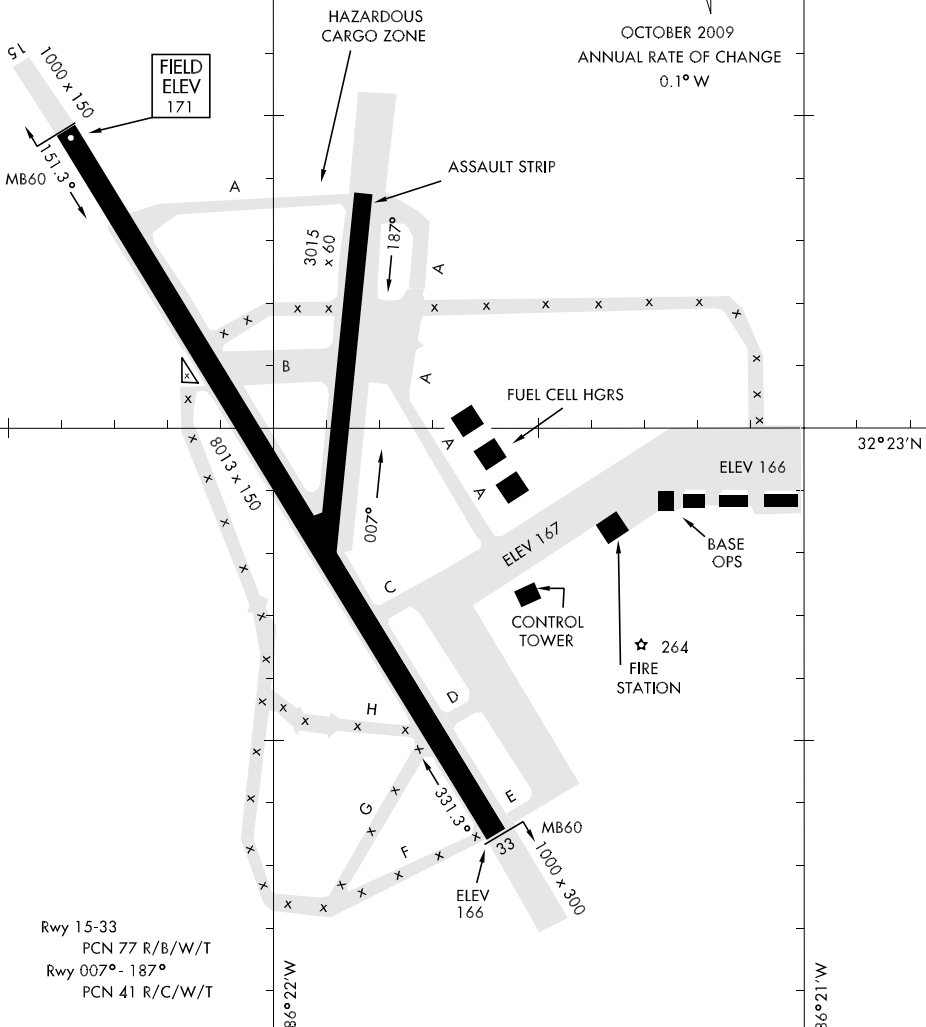 HAZARDOUS
CARGO ZONE
OCTOBER 2009
ANNUAL RATE OF CHANGE
0.1° W
15
1000 x 150
FIELD
ELEV
171
151.3°
MB60
A
ASSAULT STRIP
3015
x 60
187°
A
x x x x x x x x
x x x
B
A
x
x
x
FUEL CELL HGRS
x
x
x
A
32°23'N
8013 x 150
A
ELEV 166
007°
ELEV 167
BASE
OPS
C
CONTROL
TOWER
264
FIRE
STATION
D
H
G
331.3°
E
F
MB60
33
1000 x 300
ELEV
166
Rwy 15-33
PCN 77 R/B/W/T
Rwy 007°- 187°
PCN 41 R/C/W/T
86°22'W
86°21'W